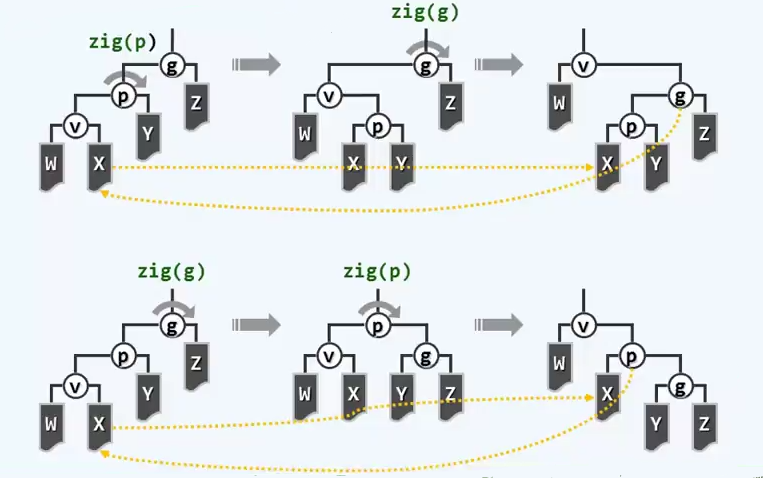 zig(g)
zig(p)
g g v
p v W g
Z Z
v Y W p p Z
W X X Y X Y
zig(g) zig(p)
g p v
p v g W p
Z
v Y W X Y Z X g
W X Y Z